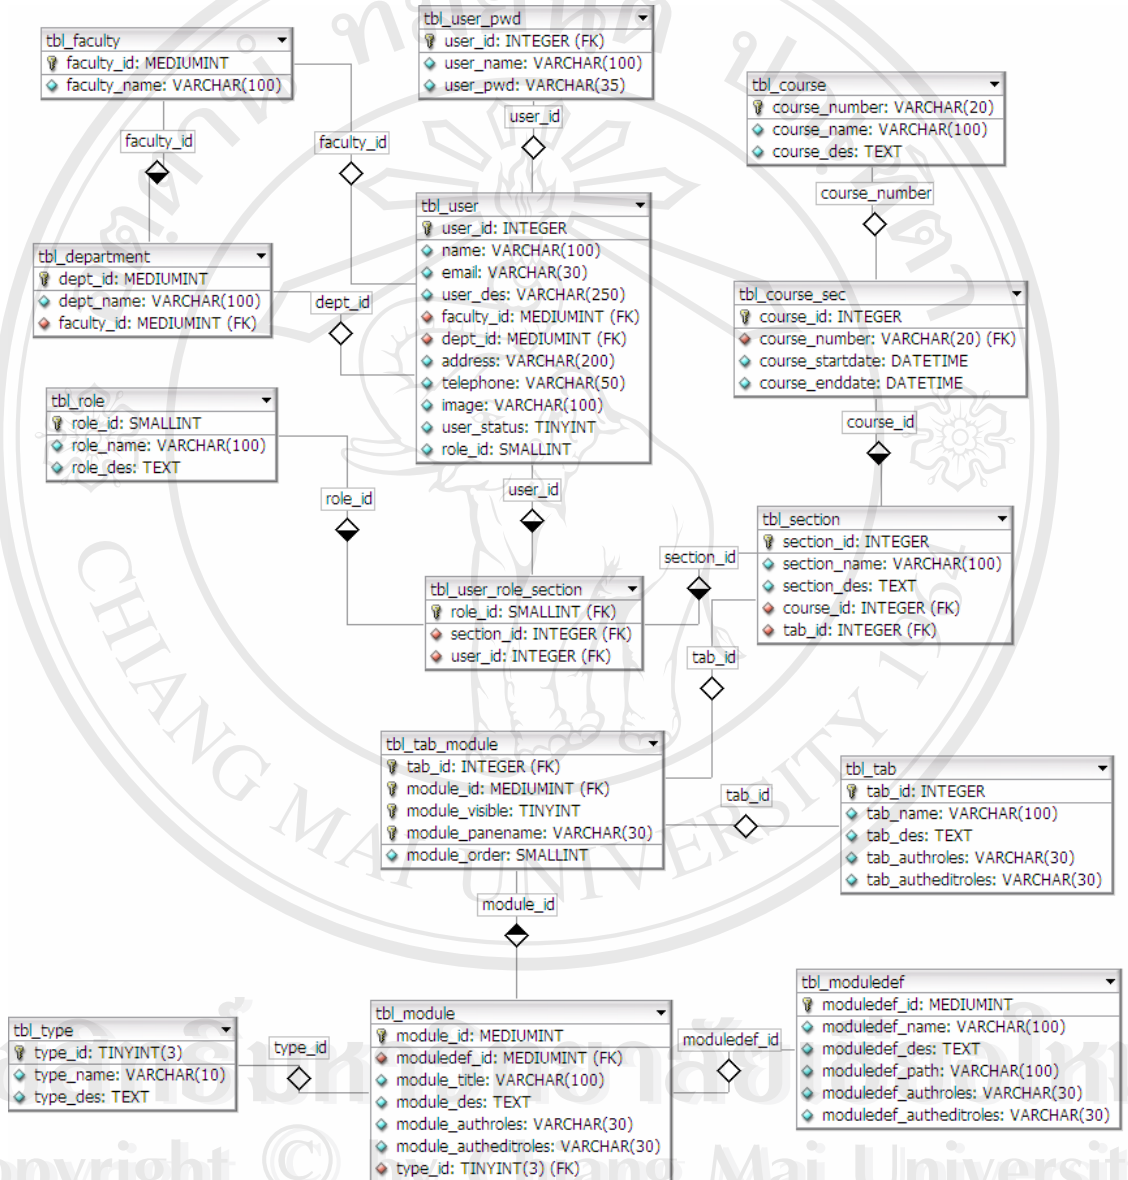 tbl_user_pwd
user_id: INTEGER (FK)
user_name: VARCHAR(100)
user_pwd: VARCHAR(35)
tbl_faculty
faculty_id: MEDIUMINT
faculty_name: VARCHAR(100)
tbl_course
course_number: VARCHAR(20)
course_name: VARCHAR(100)
course_des: TEXT
user_id
faculty_id
faculty_id
course_number
tbl_user
user_id: INTEGER
name: VARCHAR(100)
email: VARCHAR(30)
user_des: VARCHAR(250)
faculty_id: MEDIUMINT (FK)
dept_id: MEDIUMINT (FK)
address: VARCHAR(200)
telephone: VARCHAR(50)
image: VARCHAR(100)
user_status: TINYINT
role_id: SMALLINT
tbl_department
dept_id: MEDIUMINT
dept_name: VARCHAR(100)
faculty_id: MEDIUMINT (FK)
dept_id
tbl_course_sec
course_id: INTEGER
course_number: VARCHAR(20) (FK)
course_startdate: DATETIME
course_enddate: DATETIME
tbl_role
role_id: SMALLINT
role_name: VARCHAR(100)
role_des: TEXT
course_id
role_id
user_id
tbl_section
section_id: INTEGER
section_name: VARCHAR(100)
section_des: TEXT
course_id: INTEGER (FK)
tab_id: INTEGER (FK)
section_id
tbl_user_role_section
role_id: SMALLINT (FK)
section_id: INTEGER (FK)
user_id: INTEGER (FK)
tab_id
tbl_tab_module
tab_id: INTEGER (FK)
module_id: MEDIUMINT (FK)
module_visible: TINYINT
module_panename: VARCHAR(30)
module_order: SMALLINT
tab_id
tbl_tab
tab_id: INTEGER
tab_name: VARCHAR(100)
tab_des: TEXT
tab_authroles: VARCHAR(30)
tab_autheditroles: VARCHAR(30)
module_id
tbl_moduledef
moduledef_id: MEDIUMINT
moduledef_name: VARCHAR(100)
moduledef_des: TEXT
moduledef_path: VARCHAR(100)
moduledef_authroles: VARCHAR(30)
moduledef_autheditroles: VARCHAR(30)
tbl_type
type_id: TINYINT(3)
type_name: VARCHAR(10)
type_des: TEXT
type_id
tbl_module
module_id: MEDIUMINT
moduledef_id: MEDIUMINT (FK)
module_title: VARCHAR(100)
module_des: TEXT
module_authroles: VARCHAR(30)
module_autheditroles: VARCHAR(30)
type_id: TINYINT(3) (FK)
moduledef_id
CHIANG MAI UNIVERSITY 1964